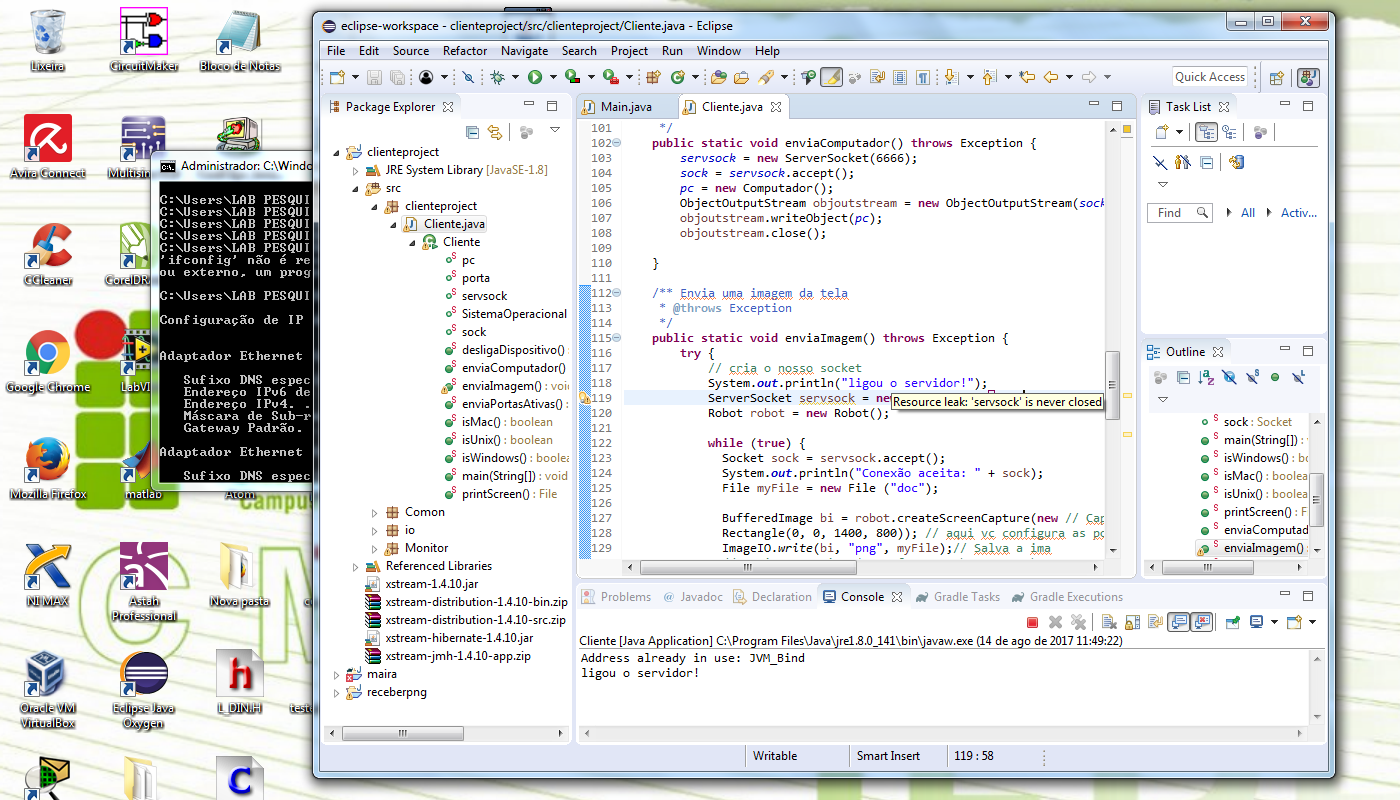 Lixeira
CircuitMaker
Bloco de Notas
Avira Connect
CCleaner
Google Chrome
Mozilla Firefox
matlab
Atom
NI MAX
Astah
Professional
Nova pasta
Oracle VM
VirtualBox
Eclipse Java
Oxygen
L_DIN.H
Campus
Administrador: C:\Windo
C:\Users\LAB PESQUI
C:\Users\LAB PESQUI
C:\Users\LAB PESQUI
C:\Users\LAB PESQUI
C:\Users\LAB PESQUI
'ifconfig' não é re
ou externo, um prog
C:\Users\LAB PESQUI
Configuração de IP
Adaptador Ethernet
Sufixo DNS espec
Endereço IPv6 de
Endereço IPv4. .
Máscara de Sub-r
Gateway Padrão.
Adaptador Ethernet
Sufixo DNS espec
eclipse-workspace - clienteproject/src/clienteproject/Cliente.java - Eclipse
File Edit Source Refactor Navigate Search Project Run Window Help
Quick Access
Package Explorer
clienteproject
JRE System Library [JavaSE-1.8]
src
clienteproject
Cliente.java
Cliente
pc
porta
servsock
SistemaOperacional
sock
desligaDispositivo() :
enviaComputador()
enviaImagem() : voi
enviaPortasAtivas() :
isMac() : boolean
isUnix() : boolean
isWindows() : boolea
main(String[]) : void
printScreen() : File
Comon
io
Monitor
Referenced Libraries
xstream-1.4.10.jar
xstream-distribution-1.4.10-bin.zip
xstream-distribution-1.4.10-src.zip
xstream-hibernate-1.4.10.jar
xstream-jmh-1.4.10-app.zip
maira
receberpng
Main.java
Cliente.java
101 */
102 public static void enviaComputador() throws Exception {
103 servsock = new ServerSocket(6666);
104 sock = servsock.accept();
105 pc = new Computador();
106 ObjectOutputStream objoutstream = new ObjectOutputStream(sock
107 objoutstream.writeObject(pc);
108 objoutstream.close();
109
110 }
111
112 /** Envia uma imagem da tela
113 * @throws Exception
114 */
115 public static void enviaImagem() throws Exception {
116 try {
117 // cria o nosso socket
118 System.out.println("ligou o servidor!");
119 ServerSocket servsock = new
Resource leak: 'servsock' is never closed
120 Robot robot = new Robot();
121
122 while (true) {
123 Socket sock = servsock.accept();
124 System.out.println("Conexão aceita: " + sock);
125 File myFile = new File ("doc");
126
127 BufferedImage bi = robot.createScreenCapture(new // Cap
128 Rectangle(0, 0, 1400, 800)); // aqui vc configura as po
129 ImageIO.write(bi, "png", myFile);// Salva a ima
Task List
Find
All
Activ...
Outline
sock : Socket
main(String[]) :
isWindows() : bo
isMac() : boolea
isUnix() : boolea
printScreen() : F
enviaComputad
enviaImagem() :
Problems
Javadoc
Declaration
Console
Gradle Tasks
Gradle Executions
Cliente [Java Application] C:\Program Files\Java\jre1.8.0_141\bin\javaw.exe (14 de ago de 2017 11:49:22)
Address already in use: JVM_Bind
ligou o servidor!
Writable
Smart Insert
119 : 58